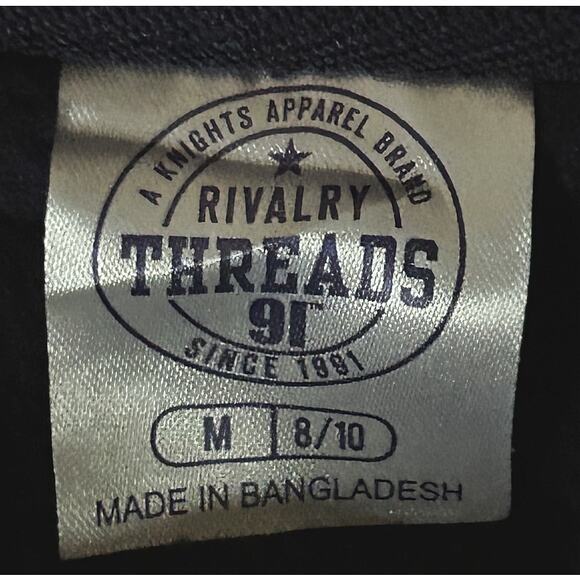 A KNIGHTS APPAREL BRAND
RIVALRY
THREADS
91
SINCE 1991
M 8/10
MADE IN BANGLADESH